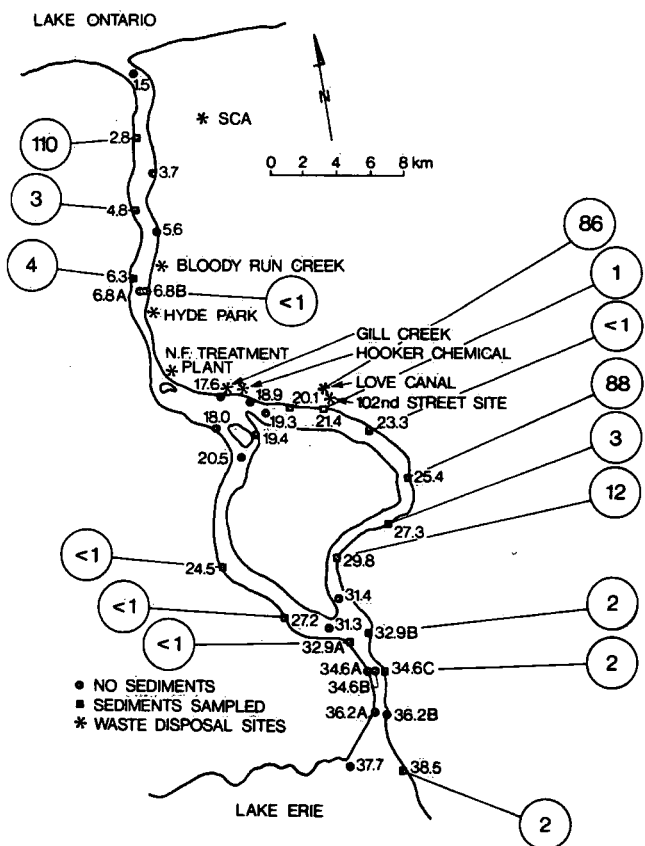 LAKE ONTARIO
1.5
* SCA
N
110
2.8
0 2 4 6 8 km
3.7
3
4.8
5.6
86
4
6.3
* BLOODY RUN CREEK
1
6.8A
6.8B
<1
* HYDE PARK
<1
GILL CREEK
N.F. TREATMENT
* PLANT
HOOKER CHEMICAL
LOVE CANAL
17.6
18.9
20.1
102nd STREET SITE
88
18.0
19.3
21.4
23.3
19.4
3
20.5
25.4
12
27.3
<1
29.8
24.5
31.4
<1
27.2
31.3
2
<1
32.9A
32.9B
34.6A
34.6C
2
● NO SEDIMENTS
34.6B
■ SEDIMENTS SAMPLED
36.2A
36.2B
* WASTE DISPOSAL SITES
37.7
38.5
LAKE ERIE
2